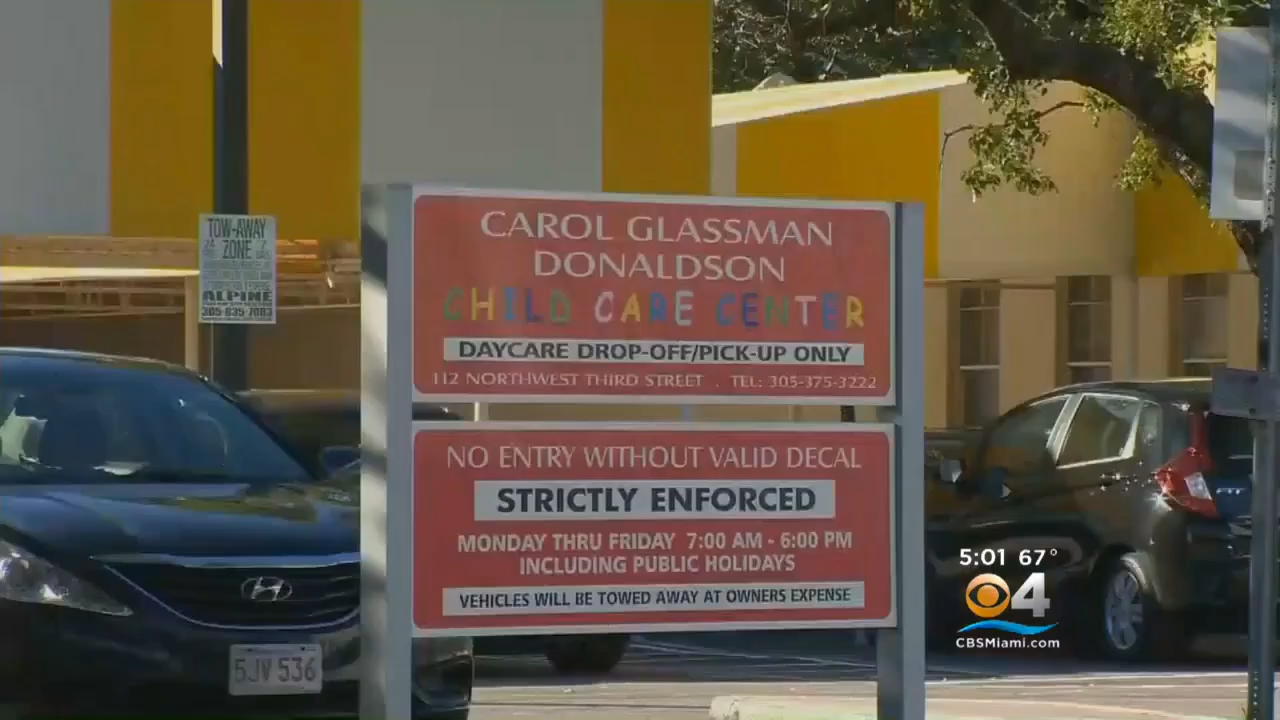 TOW-AWAY
ZONE
ALPINE
305-835-7083
CAROL GLASSMAN
DONALDSON
CHILD CARE CENTER
DAYCARE DROP-OFF/PICK-UP ONLY
112 NORTHWEST THIRD STREET . TEL: 305-375-3222
NO ENTRY WITHOUT VALID DECAL
STRICTLY ENFORCED
MONDAY THRU FRIDAY 7:00 AM - 6:00 PM
INCLUDING PUBLIC HOLIDAYS
VEHICLES WILL BE TOWED AWAY AT OWNERS EXPENSE
5JV 536
FIT
5:01 67°
4
CBSMiami.com